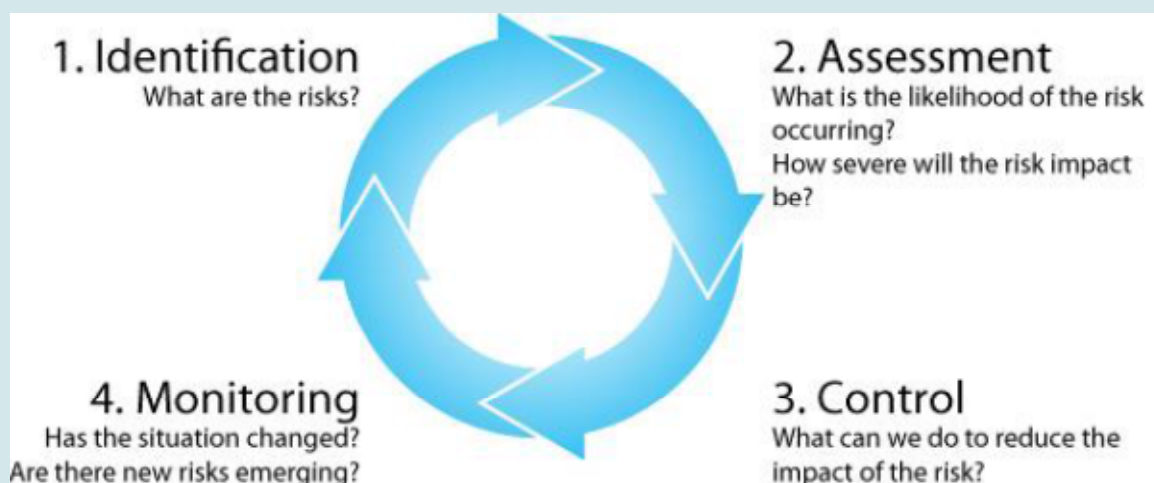 1. Identification
What are the risks?
2. Assessment
What is the likelihood of the risk
occurring?
How severe will the risk impact
be?
3. Control
What can we do to reduce the
impact of the risk?
4. Monitoring
Has the situation changed?
Are there new risks emerging?